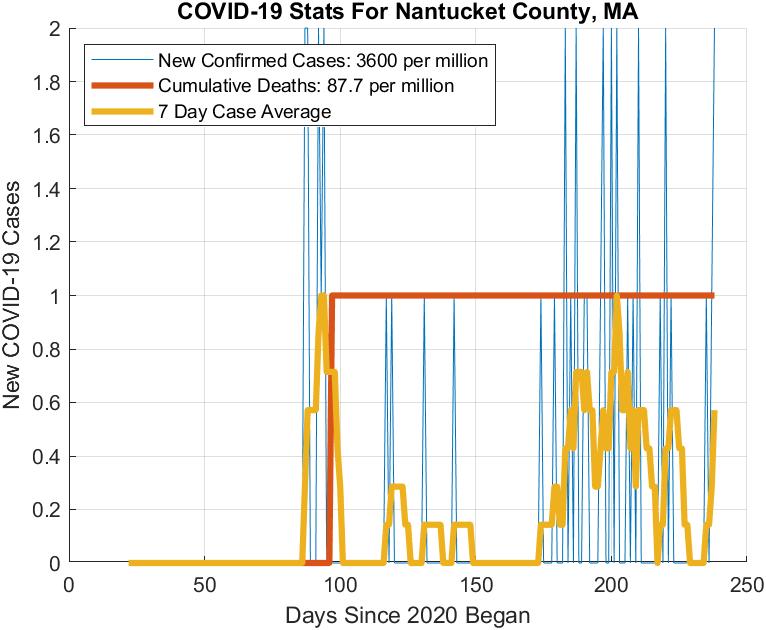 COVID-19 Stats For Nantucket County, MA
2
1.8
1.6
1.4
1.2
1
0.8
0.6
0.4
0.2
0
New COVID-19 Cases
New Confirmed Cases: 3600 per million
Cumulative Deaths: 87.7 per million
7 Day Case Average
0
50
100
150
200
250
Days Since 2020 Began